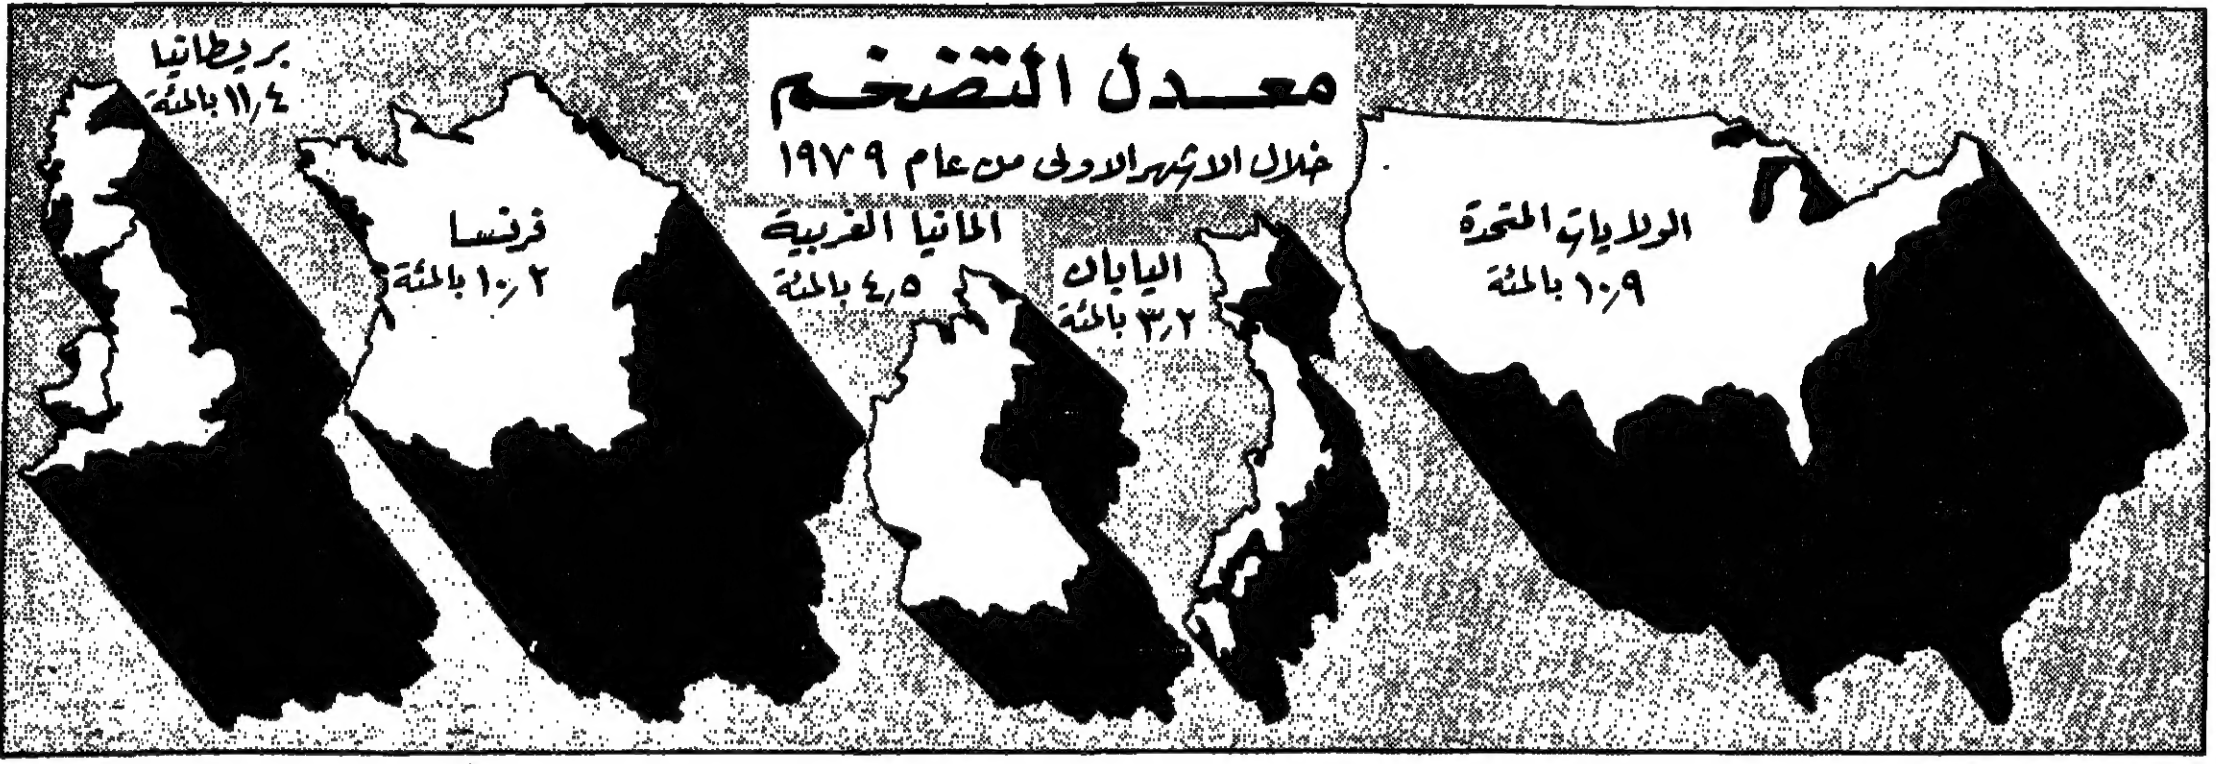 معدل التضخم
خلال الاشهر الاولى من عام ١٩٧٩
الولايات المتحدة
١٠٫٩ بالمئة
اليابان
٣٫٢ بالمئة
المانيا الغربية
٤٫٥ بالمئة
فرنسا
١٠٫٢ بالمئة
بريطانيا
١١٫٤ بالمئة